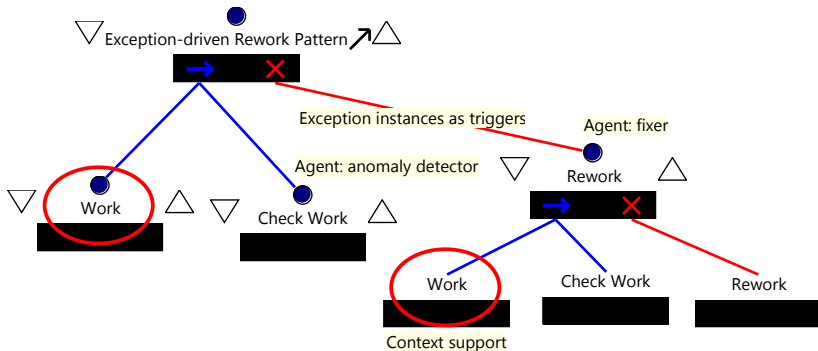 Exception-driven Rework Pattern
Exception instances as triggers
Agent: fixer
Agent: anomaly detector
Rework
Work
Check Work
Work
Check Work
Rework
Context support